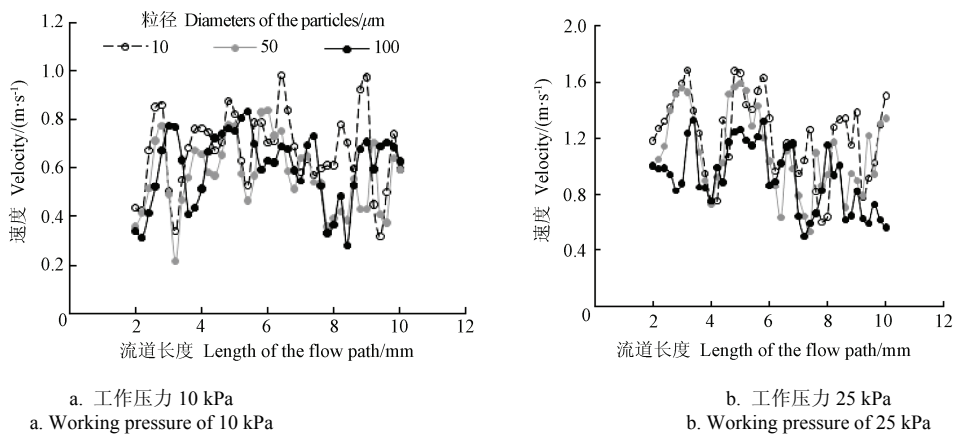 粒径 Diameters of the particles/μm
10 50 100
1.2
1.0
0.8
0.6
0.4
0.2
0
速度 Velocity/(m·s⁻¹)
2 4 6 8 10 12
流道长度 Length of the flow path/mm
a. 工作压力 10 kPa
a. Working pressure of 10 kPa
2.0
1.6
1.2
0.8
0.4
0
速度 Velocity/(m·s⁻¹)
2 4 6 8 10 12
流道长度 Length of the flow path/mm
b. 工作压力 25 kPa
b. Working pressure of 25 kPa